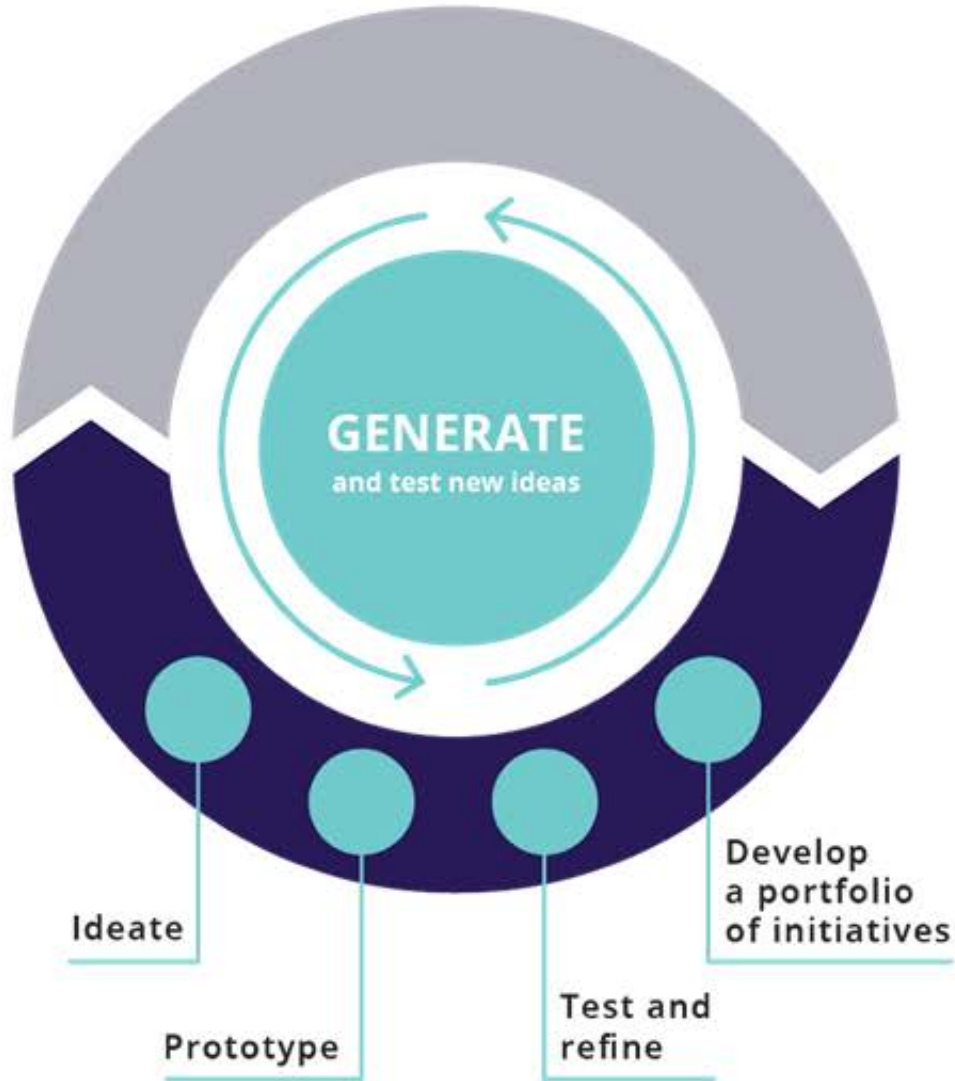 GENERATE
and test new ideas
Ideate
Prototype
Test and
refine
Develop
a portfolio
of initiatives